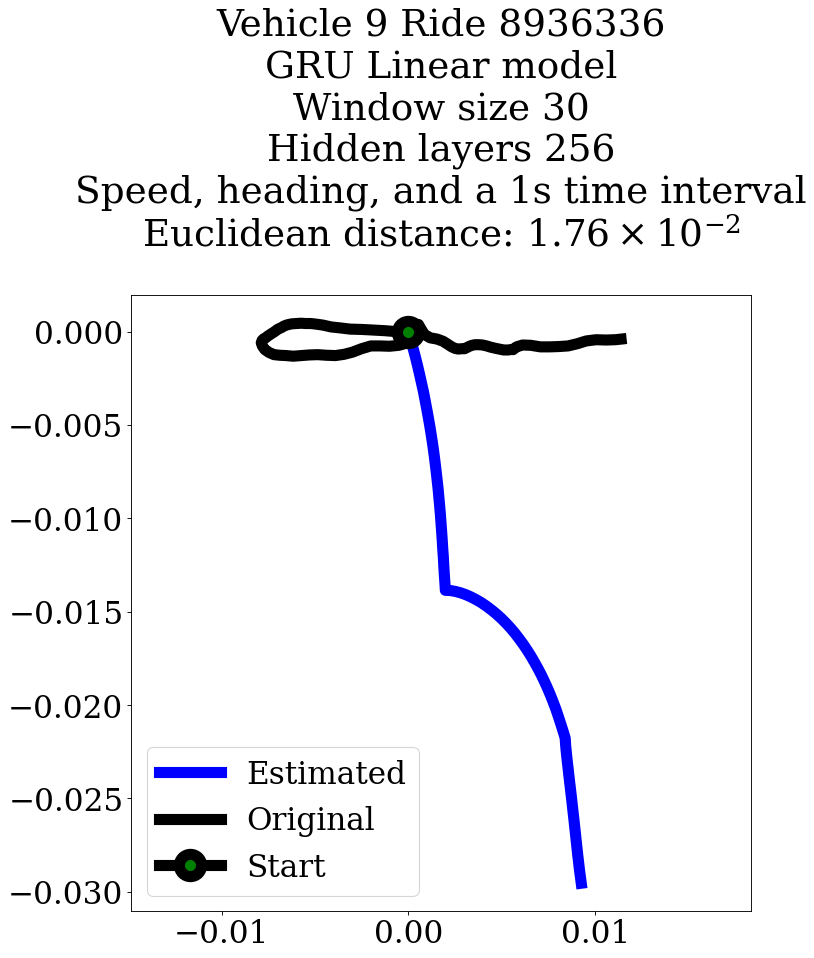 Vehicle 9 Ride 8936336
GRU Linear model
Window size 30
Hidden layers 256
Speed, heading, and a 1s time interval
Euclidean distance: 1.76 × 10⁻²
0.000
−0.005
−0.010
−0.015
−0.020
−0.025
−0.030
Estimated
Original
Start
−0.01
0.00
0.01